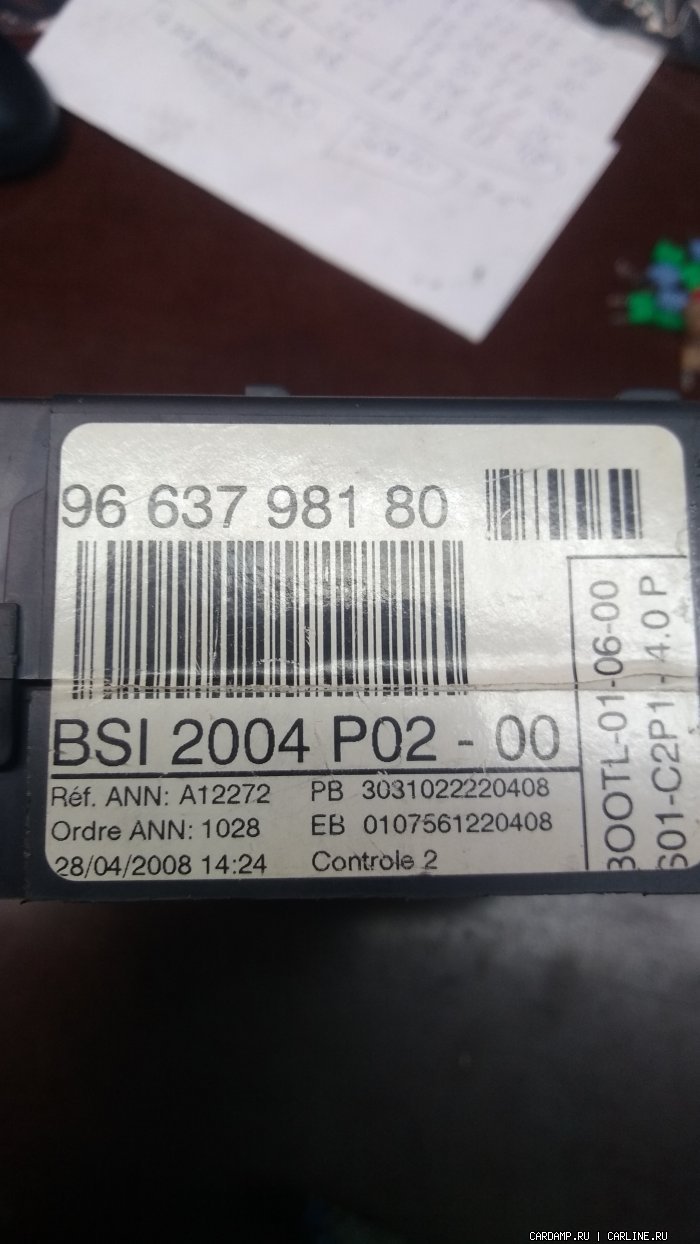 96 637 981 80
BSI 2004 P02 - 00
Réf. ANN: A12272 PB 3031022220408
Ordre ANN: 1028 EB 0107561220408
28/04/2008 14:24 Controle 2
BOOTL-01-06-00
S01-C2P1 - 4.0 P
CARDAMP.RU | CARLINE.RU